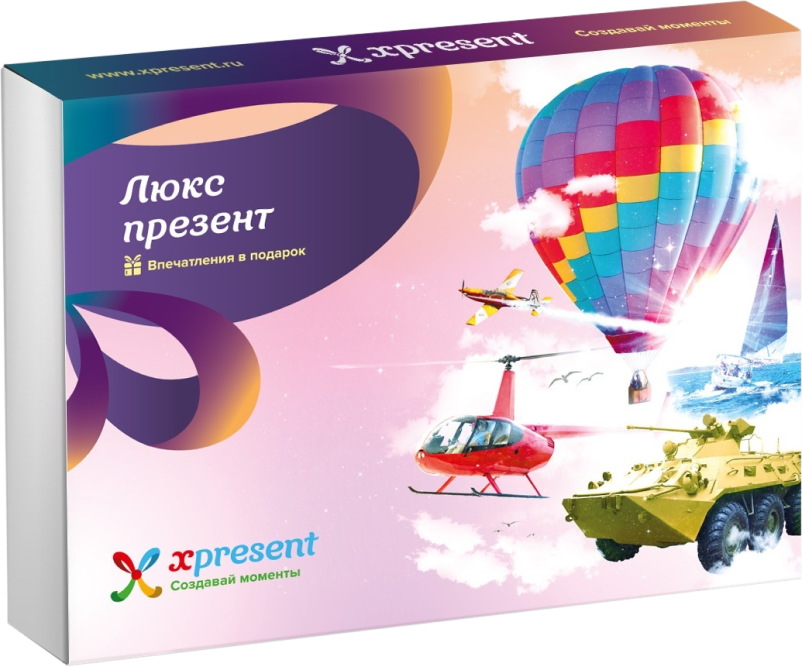 www.xpresent.ru
xpresent
Создавай моменты
Люкс
презент
Впечатления в подарок
xpresent
Создавай моменты